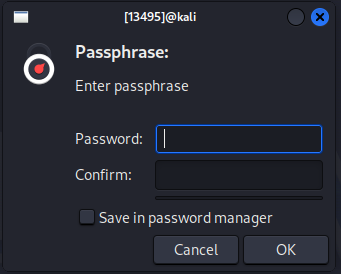 [13495]@kali
Passphrase:
Enter passphrase
Password:
Confirm:
Save in password manager
Cancel OK